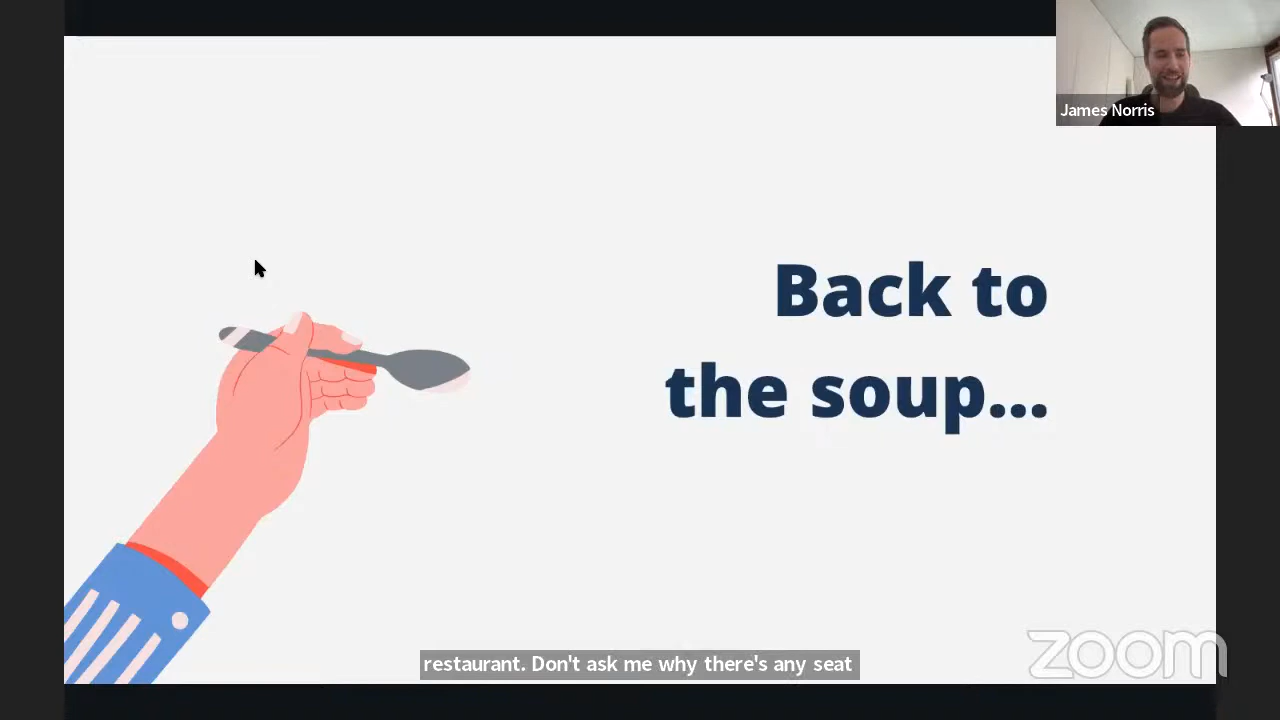 James Norris
Back to
the soup...
restaurant. Don't ask me why there's any seat
zoom